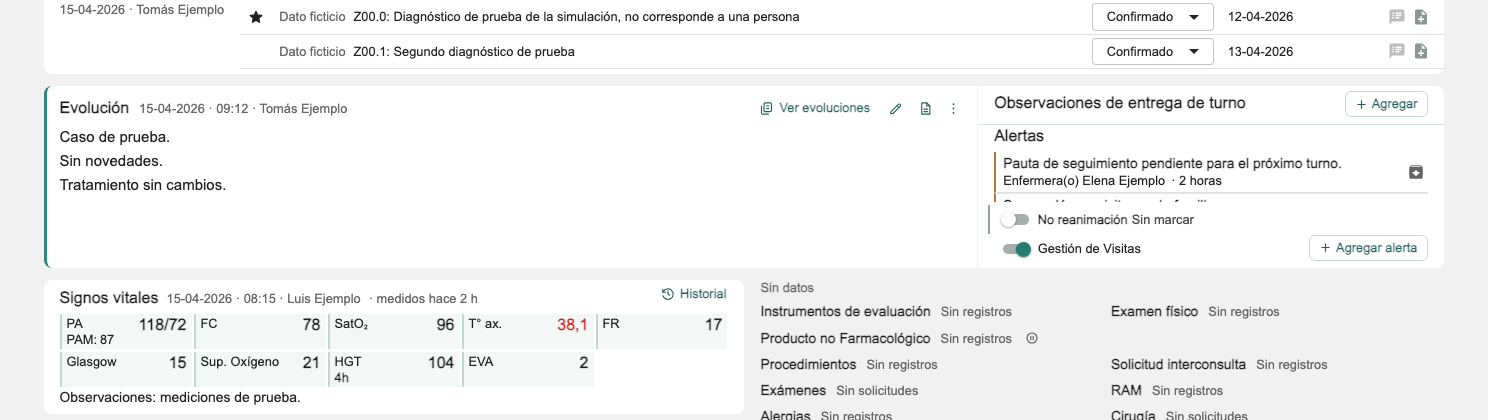 15-04-2026 · Tomás Ejemplo
Dato ficticio Z00.0: Diagnóstico de prueba de la simulación, no corresponde a una persona Confirmado 12-04-2026
Dato ficticio Z00.1: Segundo diagnóstico de prueba Confirmado 13-04-2026
Evolución 15-04-2026 · 09:12 · Tomás Ejemplo Ver evoluciones
Caso de prueba.
Sin novedades.
Tratamiento sin cambios.
Observaciones de entrega de turno + Agregar
Alertas
Pauta de seguimiento pendiente para el próximo turno.
Enfermera(o) Elena Ejemplo · 2 horas
No reanimación Sin marcar
Gestión de Visitas + Agregar alerta
Signos vitales 15-04-2026 · 08:15 · Luis Ejemplo · medidos hace 2 h Historial
PA 118/72 FC 78 SatO₂ 96 T° ax. 38,1 FR 17
PAM: 87
Glasgow 15 Sup. Oxígeno 21 HGT 104 EVA 2
4h
Observaciones: mediciones de prueba.
Sin datos
Instrumentos de evaluación Sin registros Examen físico Sin registros
Producto no Farmacológico Sin registros
Procedimientos Sin registros Solicitud interconsulta Sin registros
Exámenes Sin solicitudes RAM Sin registros
Alergias Sin registros Cirugía Sin solicitudes